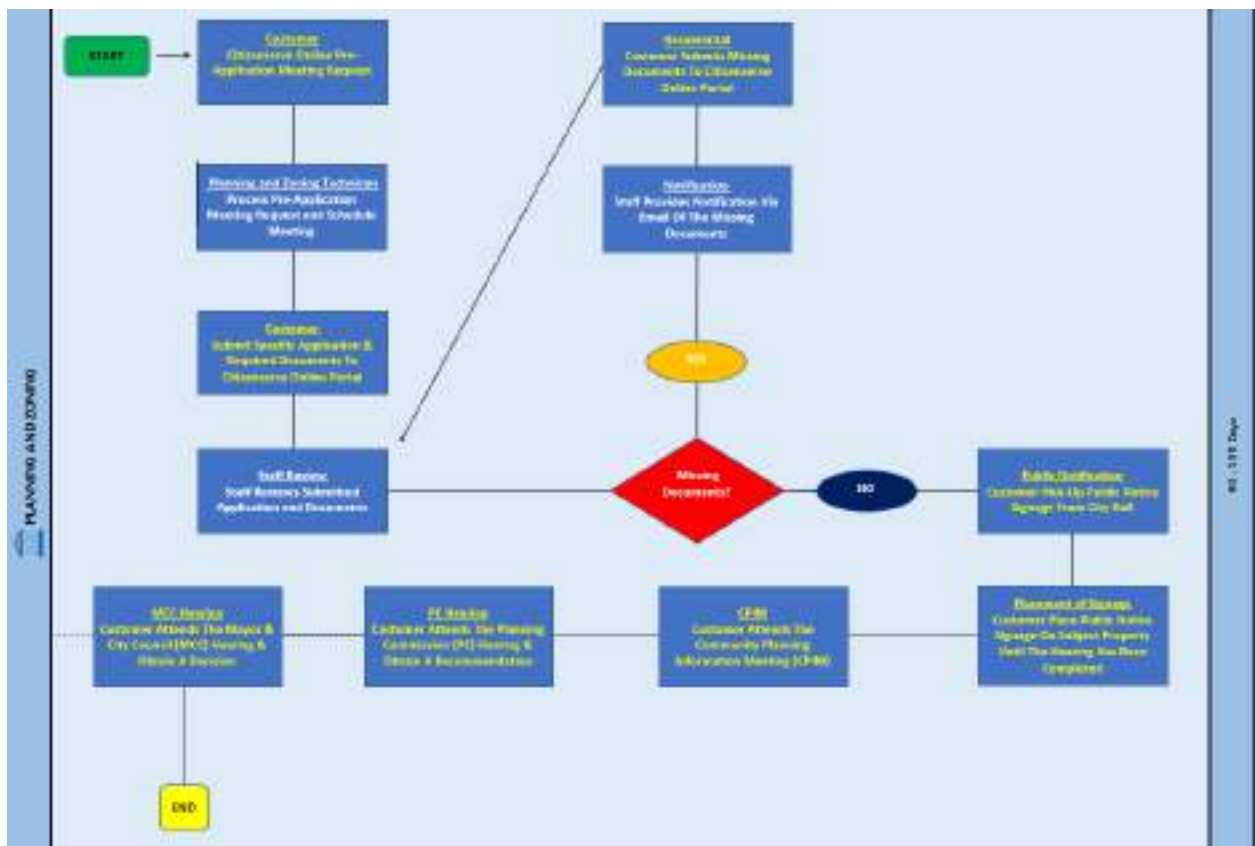 START
Customer
Citizenserve Online Pre-
Application Meeting Request
Planning and Zoning Technician
Process Pre-Application
Meeting Request and Schedule
Meeting
Customer
Submit Specific Application &
Required Documents To
Citizenserve Online Portal
Staff Review
Staff Reviews Submitted
Application and Documents
Missing
Documents?
YES
Notification
Staff Provides Notification Via
Email Of The Missing
Documents
Resubmittal
Customer Submits Missing
Documents To Citizenserve
Online Portal
NO
Public Notification
Customer Pick Up Public Notice
Signage From City Hall
Placement of Signage
Customer Place Public Notice
Signage On Subject Property
Until The Hearing Has Been
Completed
CPIM
Customer Attends The
Community Planning
Information Meeting (CPIM)
PC Hearing
Customer Attends The Planning
Commission (PC) Hearing &
Obtain A Recommendation
MCC Hearing
Customer Attends The Mayor &
City Council(MCC) Hearing &
Obtain A Decision
END
PLANNING AND ZONING
Days